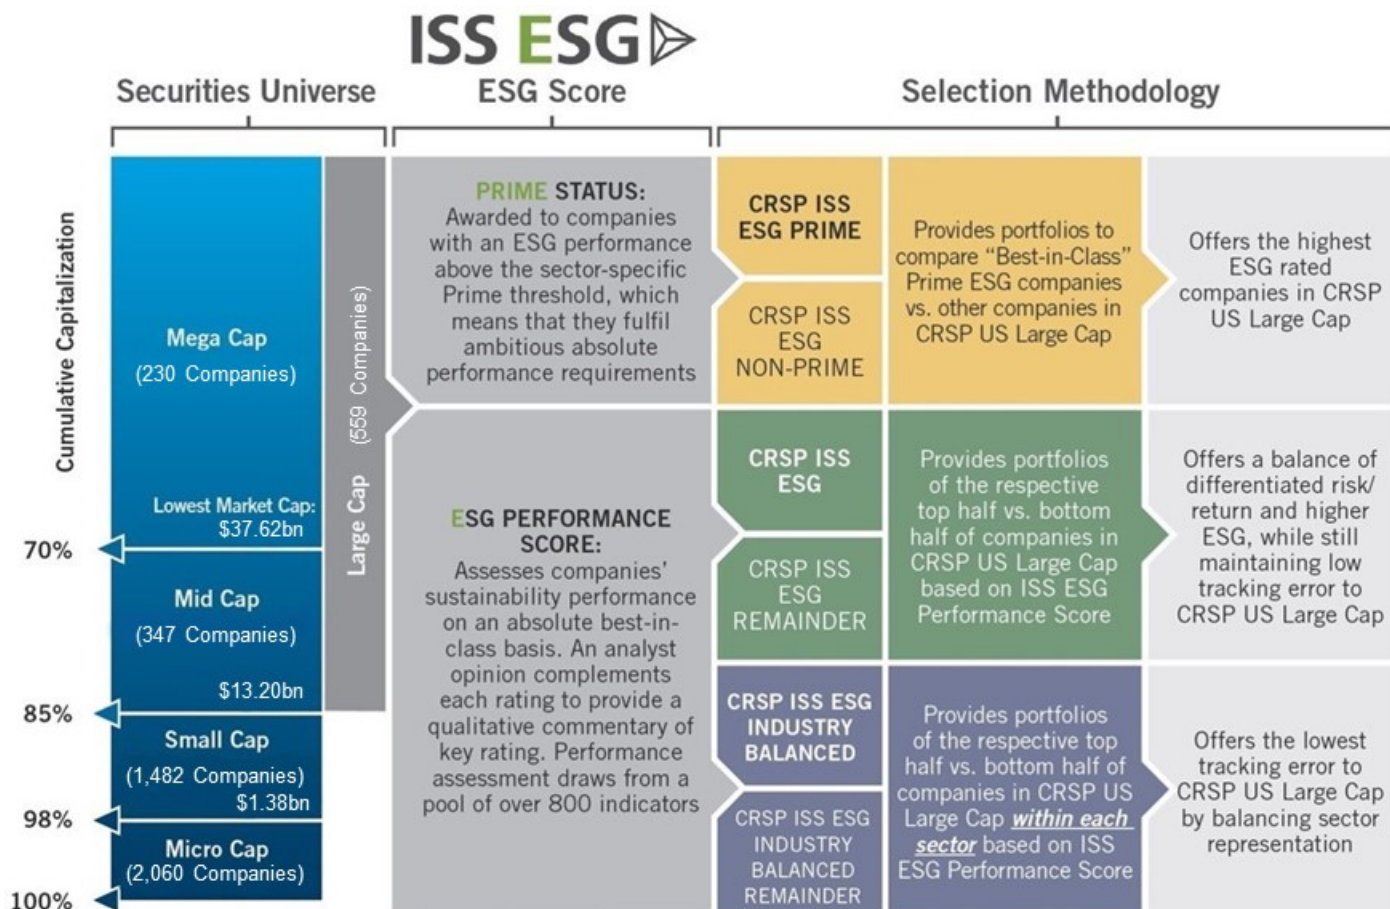 ISS ESG
Securities Universe
ESG Score
Selection Methodology
Cumulative Capitalization
70%
85%
98%
100%
Mega Cap
(230 Companies)
Lowest Market Cap:
$37.62bn
Mid Cap
(347 Companies)
$13.20bn
Small Cap
(1,482 Companies)
$1.38bn
Micro Cap
(2,060 Companies)
Large Cap (559 Companies)
PRIME STATUS:
Awarded to companies
with an ESG performance
above the sector-specific
Prime threshold, which
means that they fulfil
ambitious absolute
performance requirements
ESG PERFORMANCE
SCORE:
Assesses companies’
sustainability performance
on an absolute best-in-
class basis. An analyst
opinion complements
each rating to provide a
qualitative commentary of
key rating. Performance
assessment draws from a
pool of over 800 indicators
CRSP ISS
ESG PRIME
CRSP ISS
ESG
NON-PRIME
Provides portfolios to
compare “Best-in-Class”
Prime ESG companies
vs. other companies in
CRSP US Large Cap
Offers the highest
ESG rated
companies in CRSP
US Large Cap
CRSP ISS
ESG
CRSP ISS
ESG
REMAINDER
Provides portfolios
of the respective
top half vs. bottom
half of companies in
CRSP US Large Cap
based on ISS ESG
Performance Score
Offers a balance of
differentiated risk/
return and higher
ESG, while still
maintaining low
tracking error to
CRSP US Large Cap
CRSP ISS ESG
INDUSTRY
BALANCED
CRSP ISS ESG
INDUSTRY
BALANCED
REMAINDER
Provides portfolios
of the respective top
half vs. bottom half of
companies in CRSP US
Large Cap within each
sector based on ISS
ESG Performance Score
Offers the lowest
tracking error to
CRSP US Large Cap
by balancing sector
representation